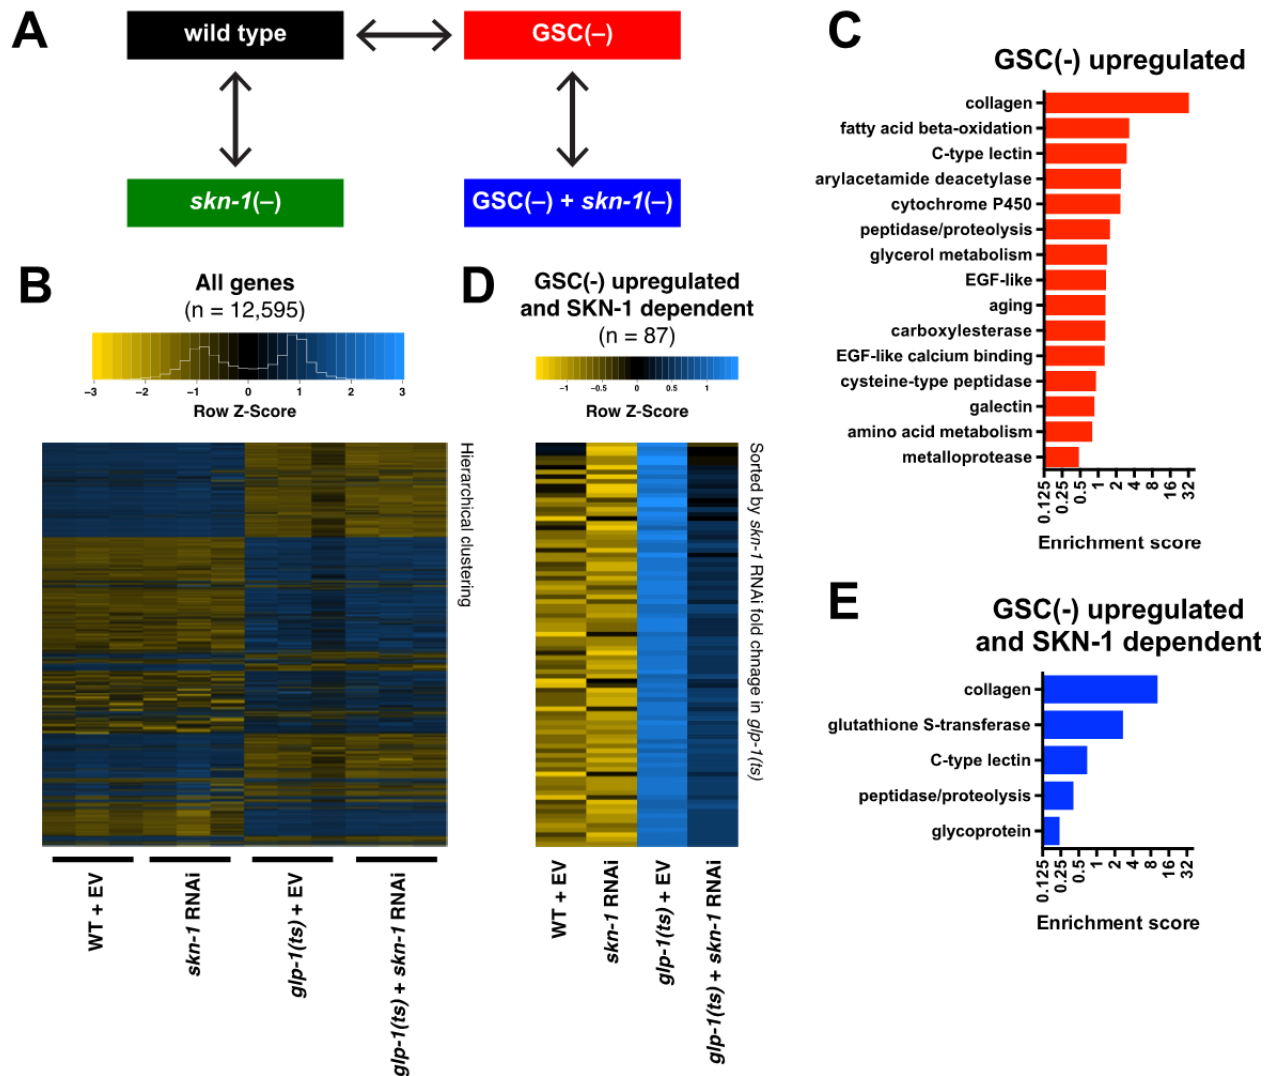 A
wild type
GSC(–)
skn-1(–)
GSC(–) + skn-1(–)
B
All genes
(n = 12,595)
−3
−2
−1
0
1
2
3
Row Z-Score
Hierarchical clustering
WT + EV
skn-1 RNAi
glp-1(ts) + EV
glp-1(ts) + skn-1 RNAi
D
GSC(-) upregulated
and SKN-1 dependent
(n = 87)
−1
−0.5
0
0.5
1
Row Z-Score
Sorted by skn-1 RNAi fold chnage in glp-1(ts)
WT + EV
skn-1 RNAi
glp-1(ts) + EV
glp-1(ts) + skn-1 RNAi
C
GSC(-) upregulated
collagen
fatty acid beta-oxidation
C-type lectin
arylacetamide deacetylase
cytochrome P450
peptidase/proteolysis
glycerol metabolism
EGF-like
aging
carboxylesterase
EGF-like calcium binding
cysteine-type peptidase
galectin
amino acid metabolism
metalloprotease
0.125
0.25
0.5
1
2
4
8
16
32
Enrichment score
E
GSC(-) upregulated
and SKN-1 dependent
collagen
glutathione S-transferase
C-type lectin
peptidase/proteolysis
glycoprotein
0.125
0.25
0.5
1
2
4
8
16
32
Enrichment score